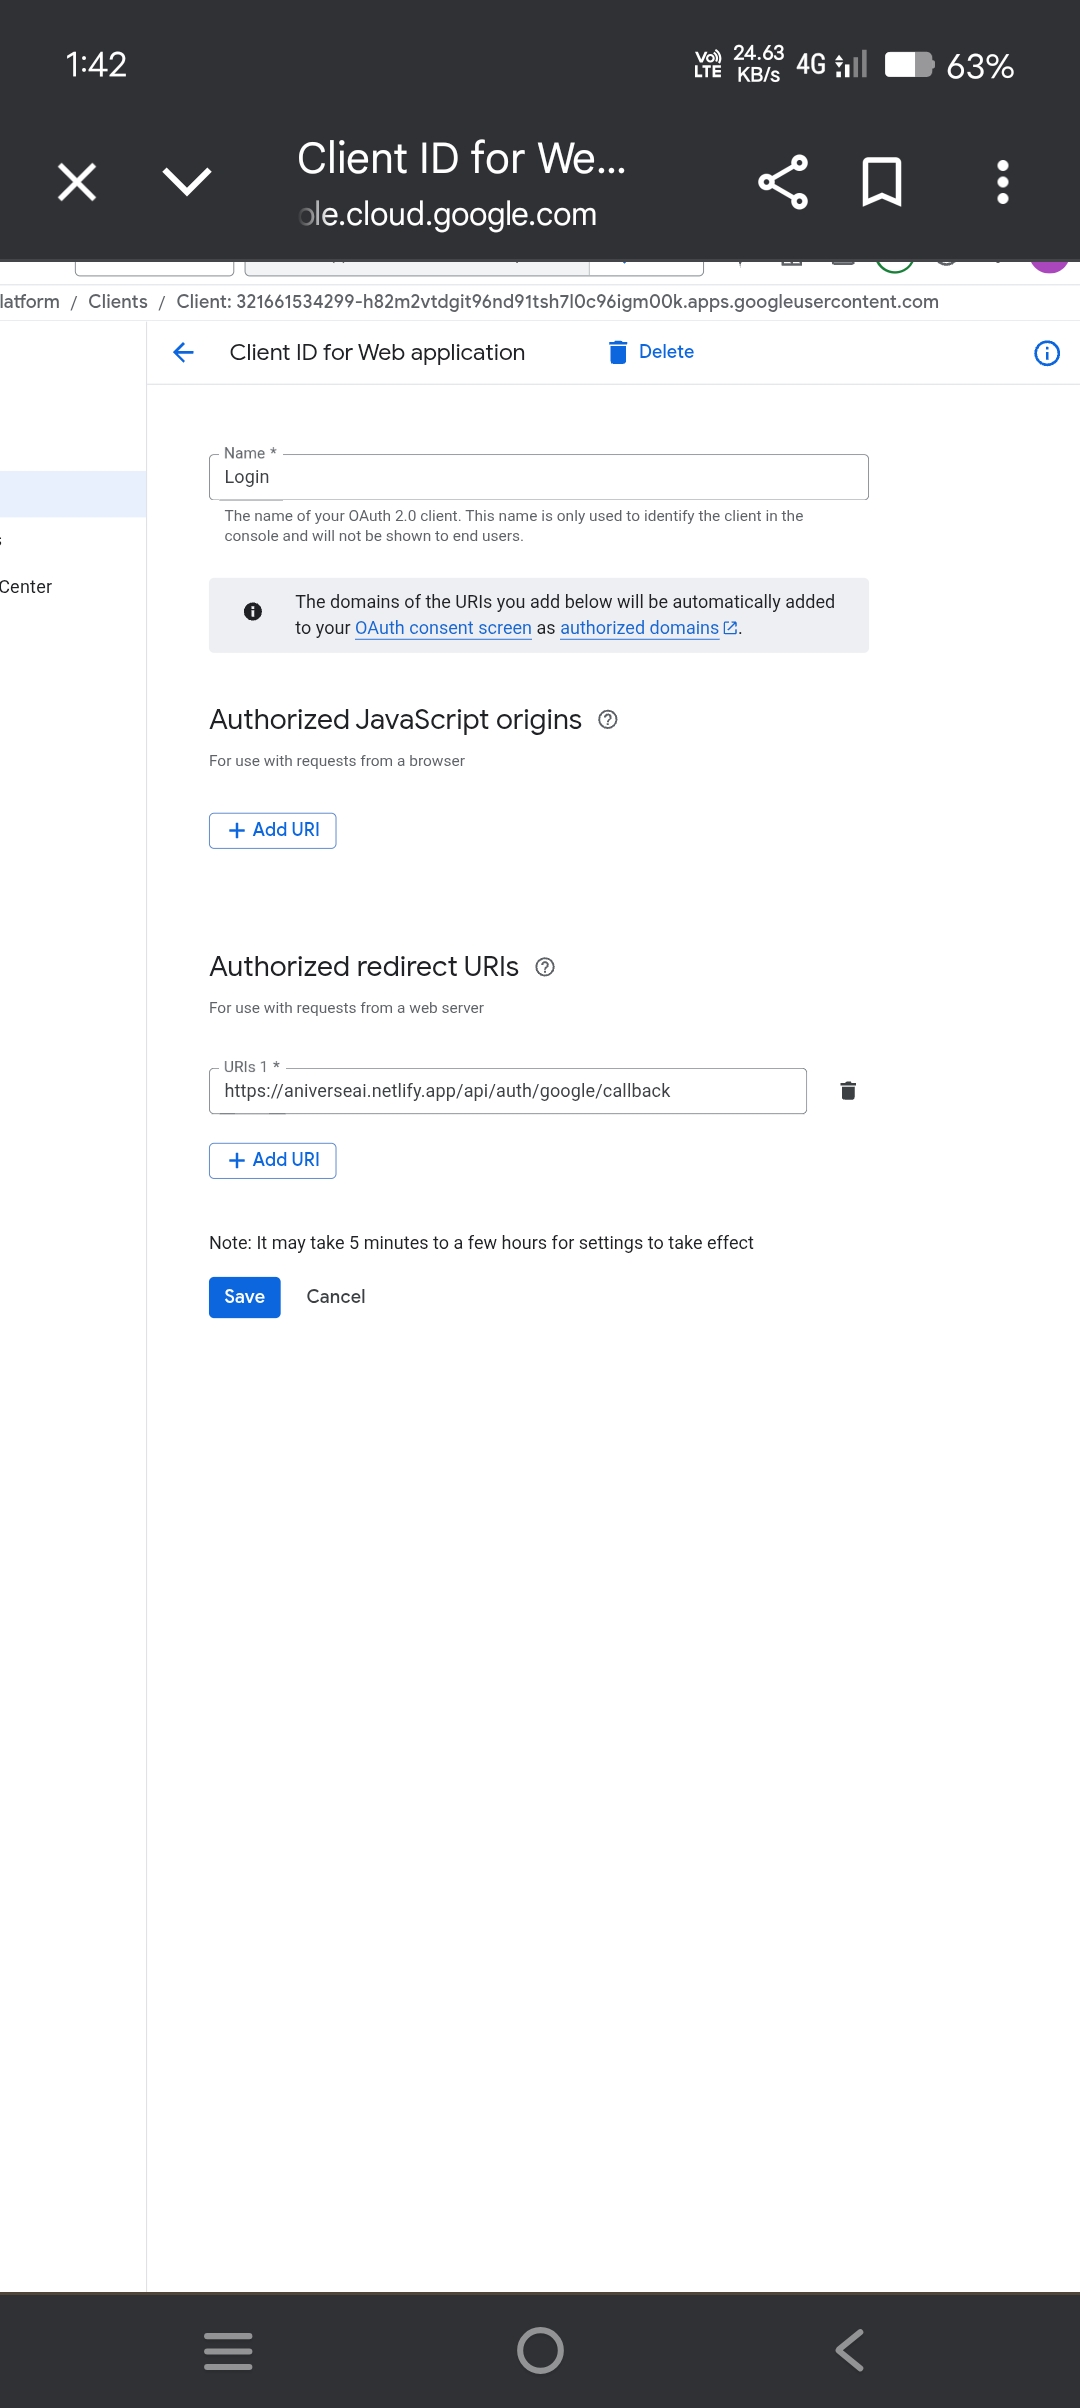 1:42
Vo)) LTE
24.63 KB/s
4G
63%
Client ID for We...
ole.cloud.google.com
latform / Clients / Client: 321661534299-h82m2vtdgit96nd91tsh7l0c96igm00k.apps.googleusercontent.com
Client ID for Web application
Delete
Name *
Login
The name of your OAuth 2.0 client. This name is only used to identify the client in the
console and will not be shown to end users.
Center
The domains of the URIs you add below will be automatically added
to your OAuth consent screen as authorized domains.
Authorized JavaScript origins
For use with requests from a browser
+ Add URI
Authorized redirect URIs
For use with requests from a web server
URIs 1 *
https://aniverseai.netlify.app/api/auth/google/callback
+ Add URI
Note: It may take 5 minutes to a few hours for settings to take effect
Save
Cancel